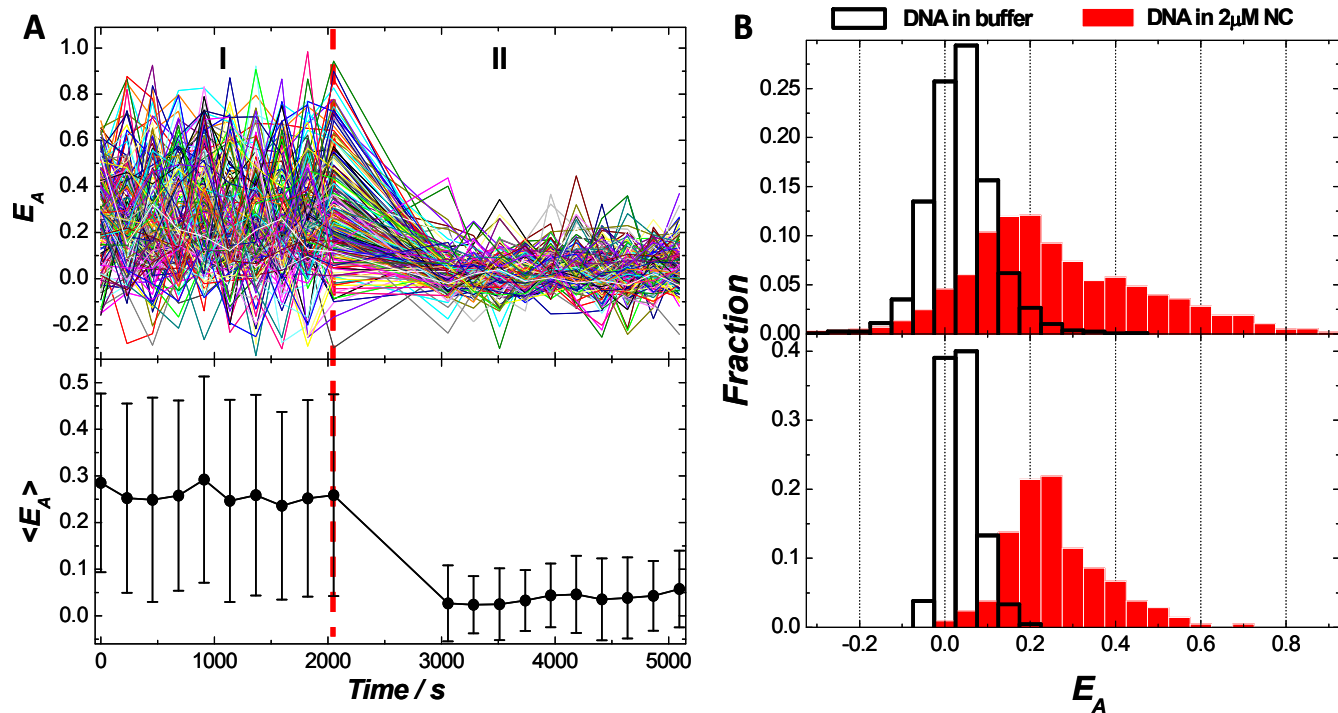 A
I
II
1.0
0.8
0.6
0.4
0.2
0.0
-0.2
E_A
0.5
0.4
0.3
0.2
0.1
0.0
<E_A>
0 1000 2000 3000 4000 5000
Time / s
B
DNA in buffer DNA in 2μM NC
0.25
0.20
0.15
0.10
0.05
0.00
0.4
0.3
0.2
0.1
0.0
Fraction
-0.2 0.0 0.2 0.4 0.6 0.8
E_A